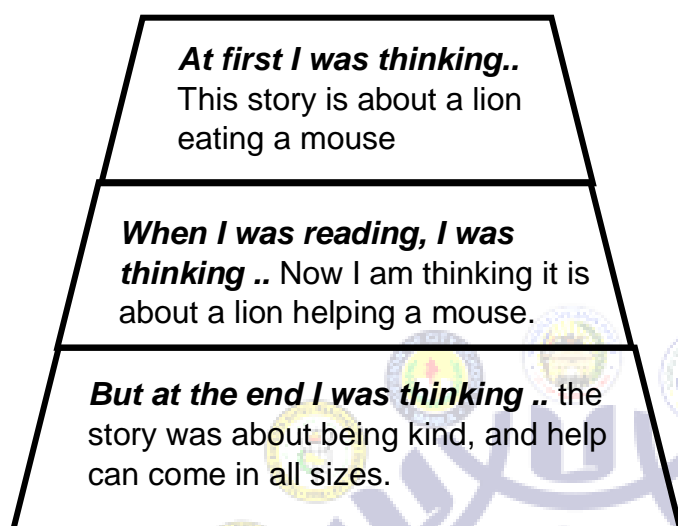 At first I was thinking..
This story is about a lion
eating a mouse
When I was reading, I was
thinking .. Now I am thinking it is
about a lion helping a mouse.
But at the end I was thinking .. the
story was about being kind, and help
can come in all sizes.